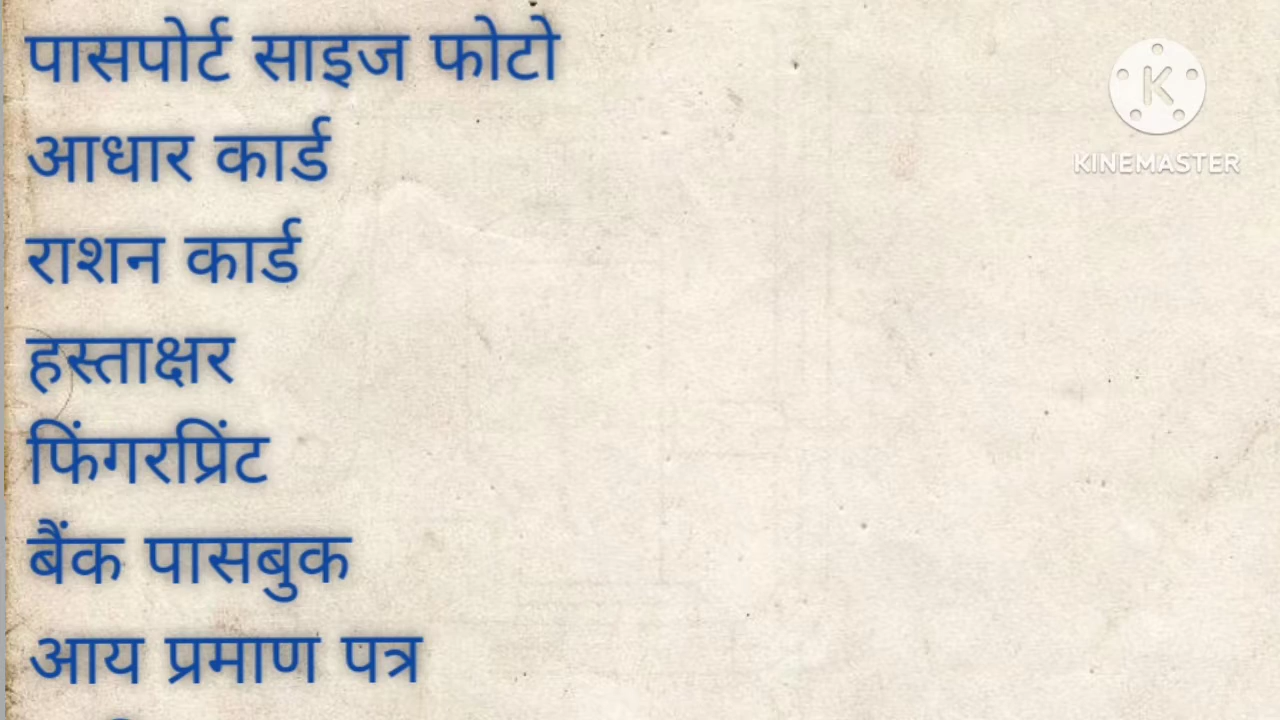 पासपोर्ट साइज फोटो
KINEMASTER
आधार कार्ड
राशन कार्ड
हस्ताक्षर
फिंगरप्रिंट
बैंक पासबुक
आय प्रमाण पत्र